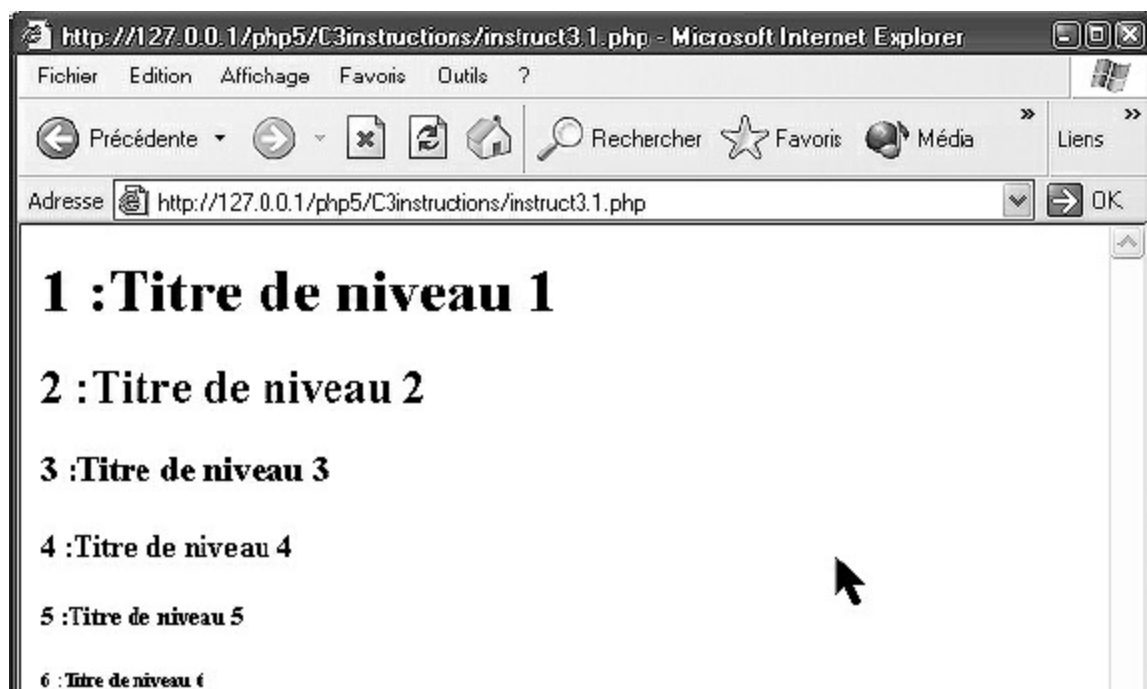 http://127.0.0.1/php5/C3instructions/instruct3.1.php - Microsoft Internet Explorer
Fichier Edition Affichage Favoris Outils ?
Précédente Rechercher Favoris Média » Liens »
Adresse http://127.0.0.1/php5/C3instructions/instruct3.1.php OK
1 :Titre de niveau 1
2 :Titre de niveau 2
3 :Titre de niveau 3
4 :Titre de niveau 4
5 :Titre de niveau 5
6 :Titre de niveau 6